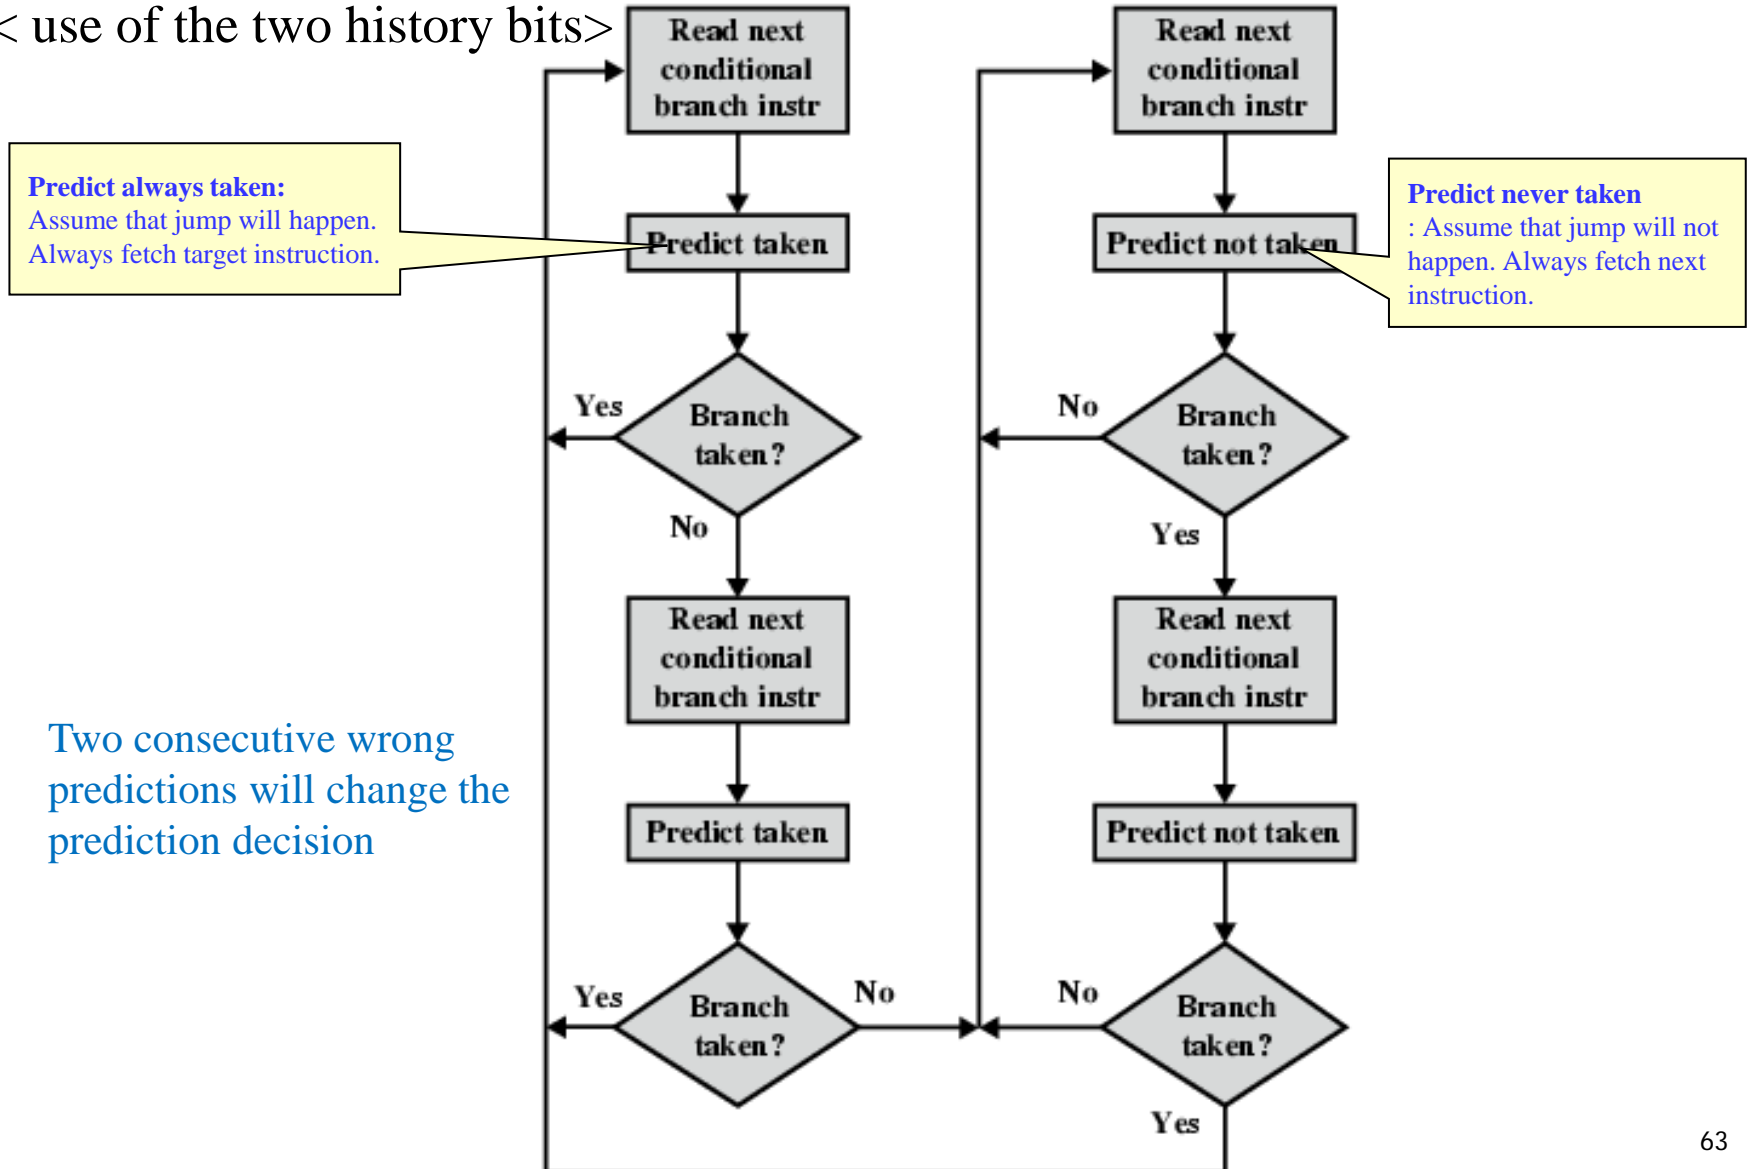 < use of the two history bits>
Read next
conditional
branch instr
Read next
conditional
branch instr
Predict always taken:
Assume that jump will happen.
Always fetch target instruction.
Predict taken
Predict not taken
Predict never taken
: Assume that jump will not
happen. Always fetch next
instruction.
Yes
Branch
taken?
No
No
Branch
taken?
Yes
Read next
conditional
branch instr
Read next
conditional
branch instr
Two consecutive wrong
predictions will change the
prediction decision
Predict taken
Predict not taken
Yes
Branch
taken?
No
No
Branch
taken?
Yes
63